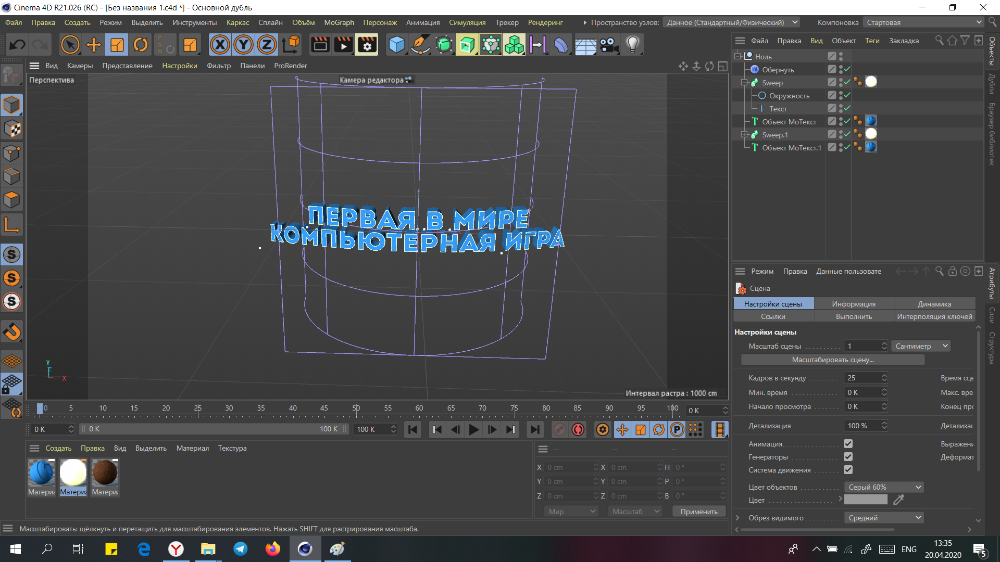 Cinema 4D R21.026 (RC) - [Без названия 1.c4d *] - Основной дубль
Файл Правка Создать Режим Выделить Инструменты Каркас Сплайн Объём MoGraph Персонаж Анимация Симуляция Трекер Рендеринг Пространство узлов: Данное (Стандартный/Физический) Компоновка Стартовая
X Y Z
PSR
Файл Правка Вид Объект Теги Закладка
Вид Камеры Представление Настройки Фильтр Панели ProRender
Перспектива
Камера редактора
Ноль
Обернуть
Sweep
Окружность
Текст
Объект МоТекст
Sweep.1
Объект МоТекст.1
Объекты
Дубли
Браузер библиотек
ПЕРВАЯ В МИРЕ
КОМПЬЮТЕРНАЯ ИГРА
S
S
S
Y
Z
X
Интервал растра : 1000 cm
Режим Правка Данные пользовате
Сцена
Настройки сцены Информация Динамика
Ссылки Выполнить Интерполяция ключей
Настройки сцены
Масштаб сцены 1 Сантиметр
Масштабировать сцену...
Кадров в секунду 25 Время сце
Мин. время 0 K Макс. вре
Начало просмотра 0 K Конец прс
Детализация 100 % Детализац
Анимация Выражени
Генераторы Деформат
Система движения
Цвет объектов Серый 60%
Цвет
Обрез видимого Средний
Атрибуты
Слои
Структура
0 5 10 15 20 25 30 35 40 45 50 55 60 65 70 75 80 85 90 95 100 0 K
0 K 0 K 100 K 100 K P
Создать Правка Вид Выделить Материал Текстура
Материа Материа Материа
-- -- --
X 0 cm X 0 cm H 0 °
Y 0 cm Y 0 cm P 0 °
Z 0 cm Z 0 cm B 0 °
Мир Масштаб Применить
Масштабировать: щёлкнуть и перетащить для масштабирования элементов. Нажать SHIFT для растрирования масштаба.
ENG
13:35
20.04.2020
5